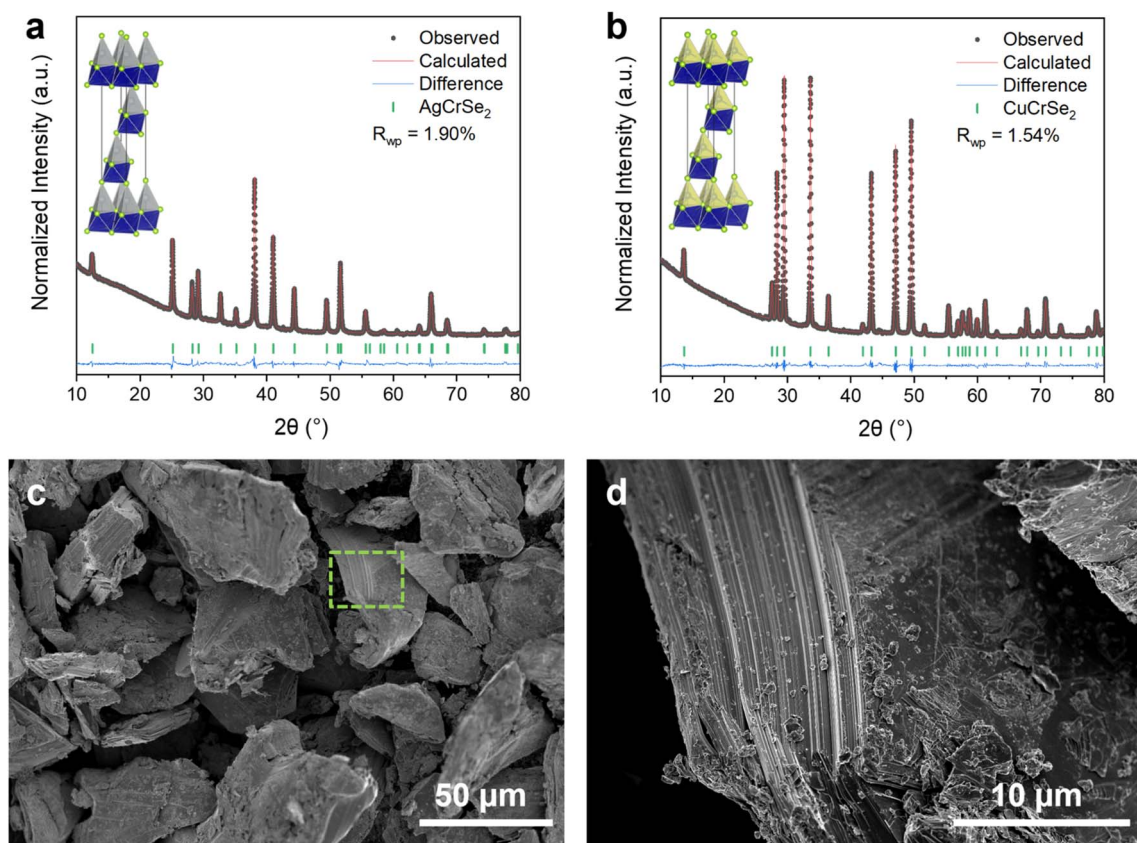 a
Normalized Intensity (a.u.)
Observed
Calculated
Difference
AgCrSe₂
R_wp = 1.90%
10 20 30 40 50 60 70 80
2θ (°)
b
Normalized Intensity (a.u.)
Observed
Calculated
Difference
CuCrSe₂
R_wp = 1.54%
10 20 30 40 50 60 70 80
2θ (°)
c
50 μm
d
10 μm